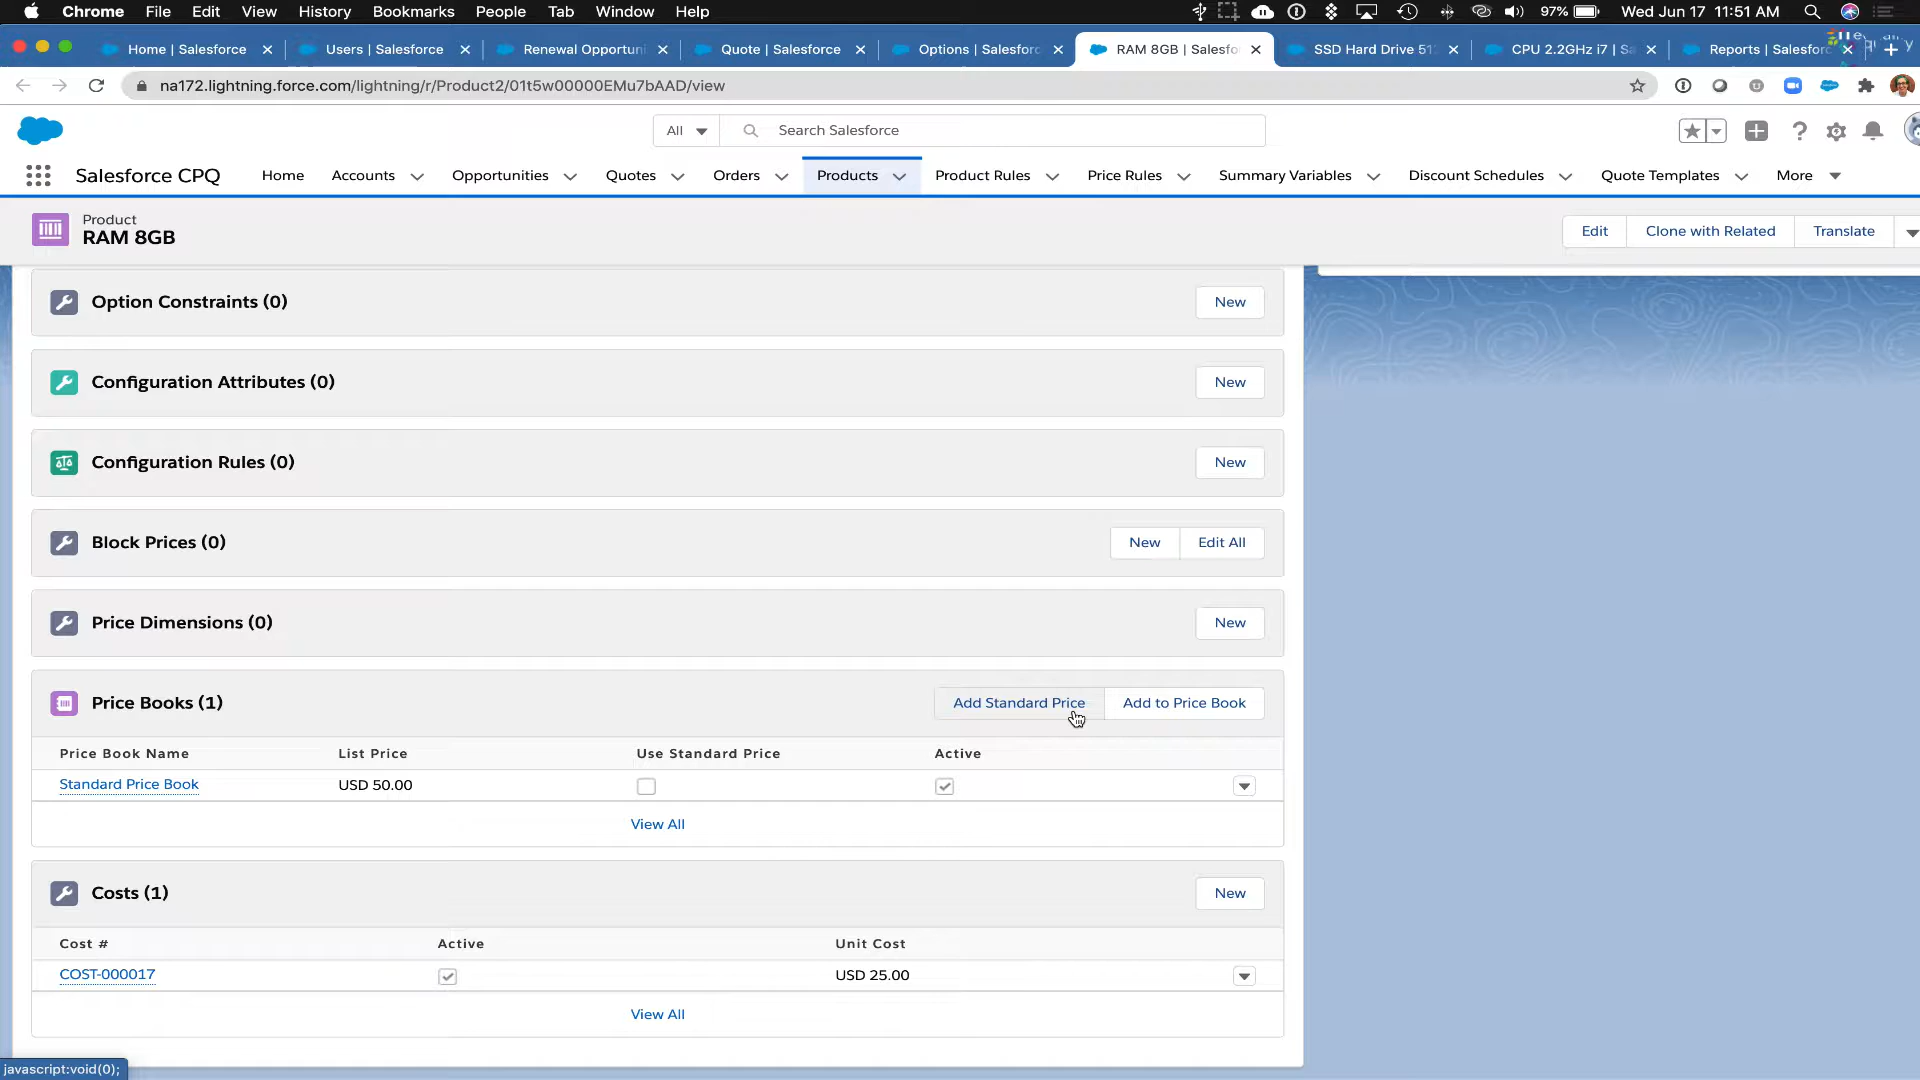 Chrome File Edit View History Bookmarks People Tab Window Help 97% Wed Jun 17 11:51 AM
Home | Salesforce Users | Salesforce Renewal Opportuni Quote | Salesforce Options | Salesforc RAM 8GB | Salesfo SSD Hard Drive 51 CPU 2.2GHz i7 | Sa Reports | Salesforc
na172.lightning.force.com/lightning/r/Product2/01t5w00000EMu7bAAD/view
All Search Salesforce
Salesforce CPQ Home Accounts Opportunities Quotes Orders Products Product Rules Price Rules Summary Variables Discount Schedules Quote Templates More
Product
RAM 8GB
Edit Clone with Related Translate
Option Constraints (0) New
Configuration Attributes (0) New
Configuration Rules (0) New
Block Prices (0) New Edit All
Price Dimensions (0) New
Price Books (1) Add Standard Price Add to Price Book
Price Book Name List Price Use Standard Price Active
Standard Price Book USD 50.00
View All
Costs (1) New
Cost # Active Unit Cost
COST-000017 USD 25.00
View All
javascript:void(0);